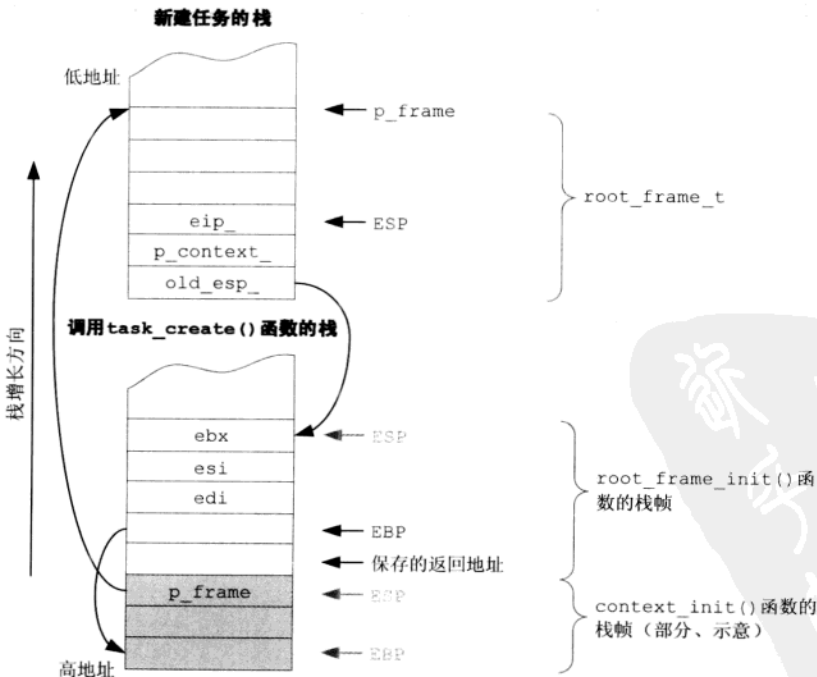 新建任务的栈
低地址
p_frame
root_frame_t
eip_
ESP
p_context_
old_esp_
调用task_create()函数的栈
栈增长方向
ebx
ESP
esi
edi
root_frame_init()函
数的栈帧
EBP
保存的返回地址
p_frame
ESP
context_init()函数的
栈帧（部分、示意）
EBP
高地址